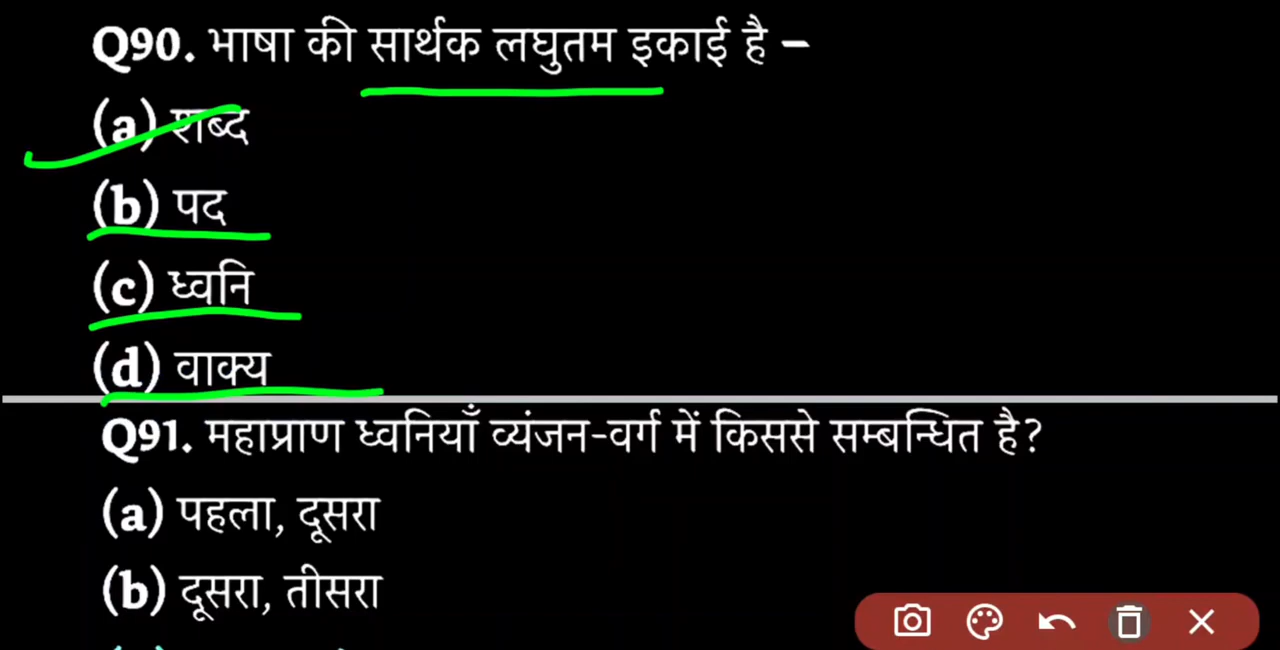 Q90. भाषा की सार्थक लघुतम इकाई है –
(a) शब्द
(b) पद
(c) ध्वनि
(d) वाक्य
Q91. महाप्राण ध्वनियाँ व्यंजन-वर्ग में किससे सम्बन्धित है?
(a) पहला, दूसरा
(b) दूसरा, तीसरा